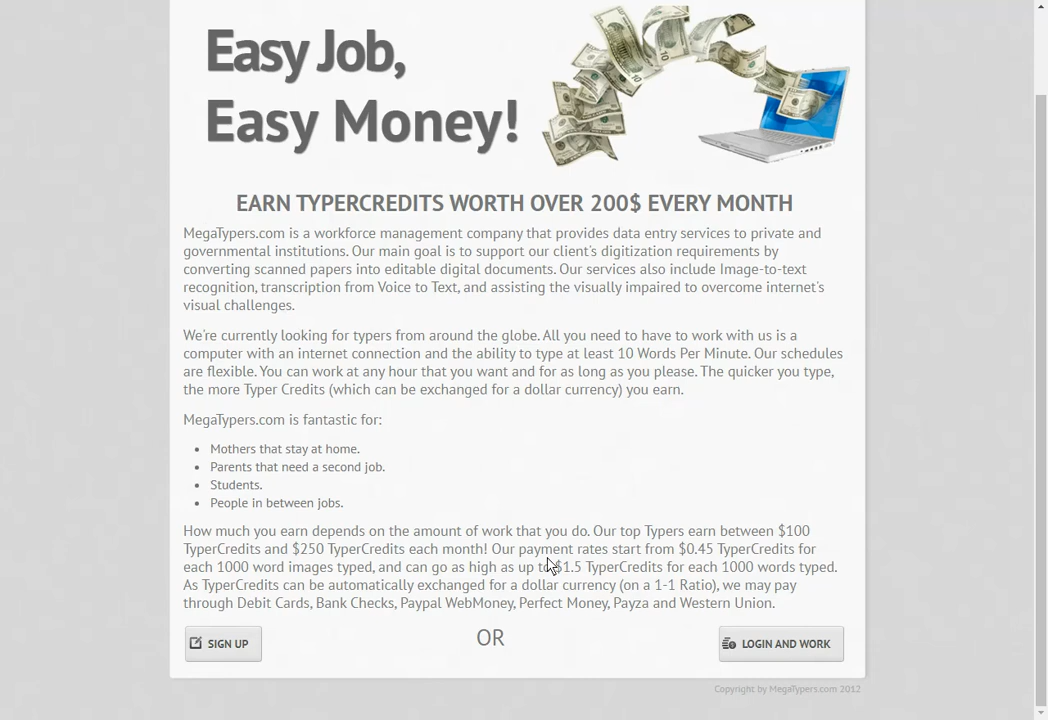 Easy Job,
Easy Money!
EARN TYPERCREDITS WORTH OVER 200$ EVERY MONTH
MegaTypers.com is a workforce management company that provides data entry services to private and
governmental institutions. Our main goal is to support our client's digitization requirements by
converting scanned papers into editable digital documents. Our services also include Image-to-text
recognition, transcription from Voice to Text, and assisting the visually impaired to overcome internet's
visual challenges.
We're currently looking for typers from around the globe. All you need to have to work with us is a
computer with an internet connection and the ability to type at least 10 Words Per Minute. Our schedules
are flexible. You can work at any hour that you want and for as long as you please. The quicker you type,
the more Typer Credits (which can be exchanged for a dollar currency) you earn.
MegaTypers.com is fantastic for:
• Mothers that stay at home.
• Parents that need a second job.
• Students.
• People in between jobs.
How much you earn depends on the amount of work that you do. Our top Typers earn between $100
TyperCredits and $250 TyperCredits each month! Our payment rates start from $0.45 TyperCredits for
each 1000 word images typed, and can go as high as up to $1.5 TyperCredits for each 1000 words typed.
As TyperCredits can be automatically exchanged for a dollar currency (on a 1-1 Ratio), we may pay
through Debit Cards, Bank Checks, Paypal WebMoney, Perfect Money, Payza and Western Union.
SIGN UP
OR
LOGIN AND WORK
Copyright by MegaTypers.com 2012